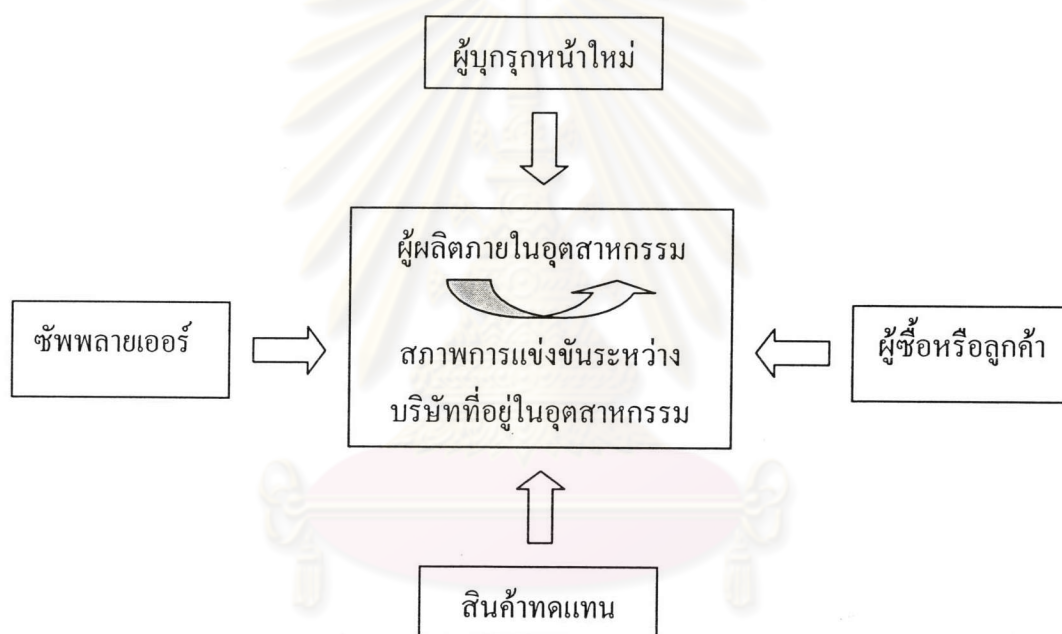 ผู้บุกรุกหน้าใหม่
ผู้ผลิตภายในอุตสาหกรรม
ซัพพลายเออร์
สภาพการแข่งขันระหว่าง
บริษัทที่อยู่ในอุตสาหกรรม
ผู้ซื้อหรือลูกค้า
สินค้าทดแทน